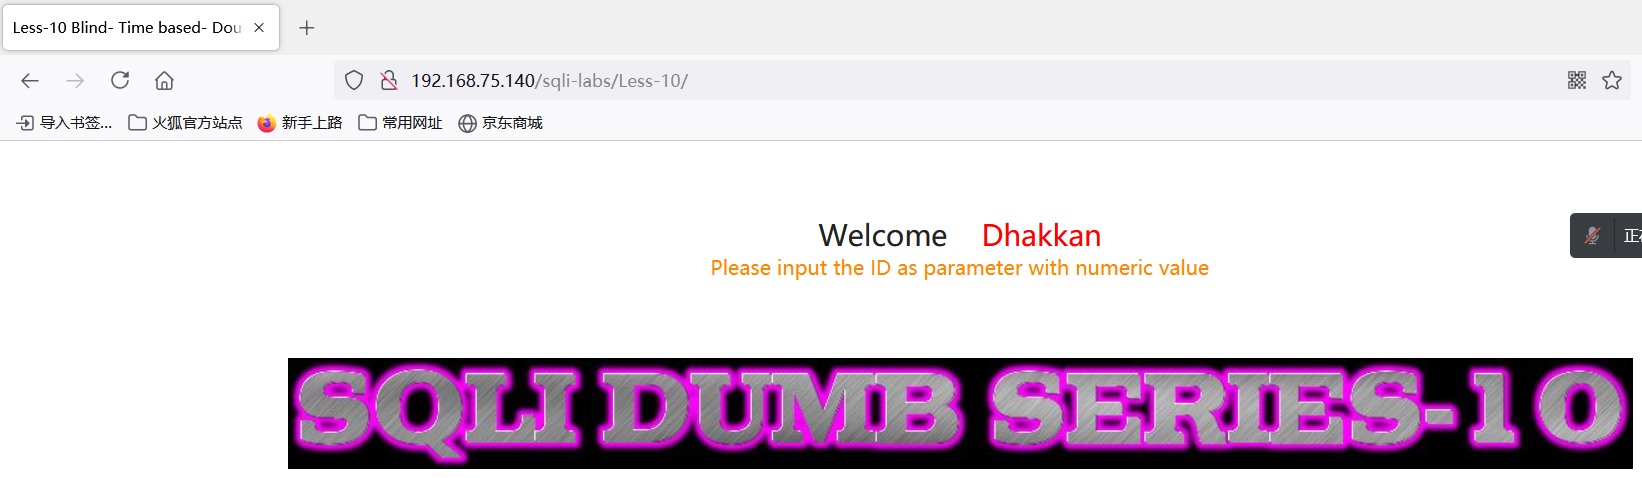 Less-10 Blind- Time based- Dou
192.168.75.140/sqli-labs/Less-10/
导入书签... 火狐官方站点 新手上路 常用网址 京东商城
Welcome Dhakkan
Please input the ID as parameter with numeric value
正在
SQLI DUMB SERIES-10